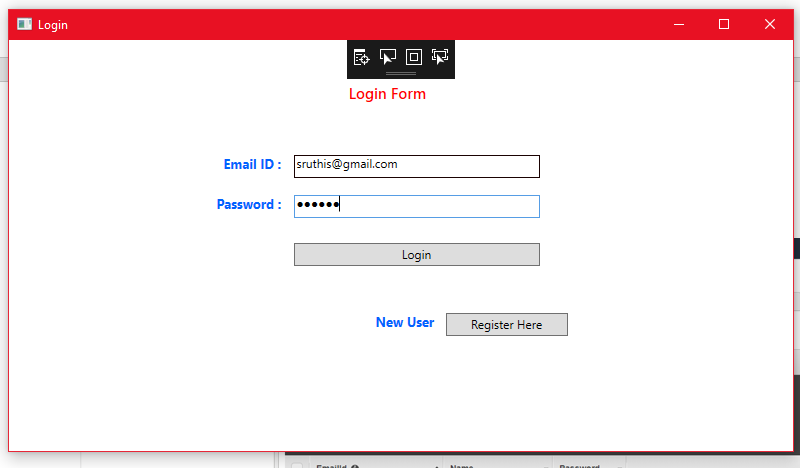 Login
Login Form
Email ID :
sruthis@gmail.com
Password :
••••••
Login
New User
Register Here
EmailId
Name
Password